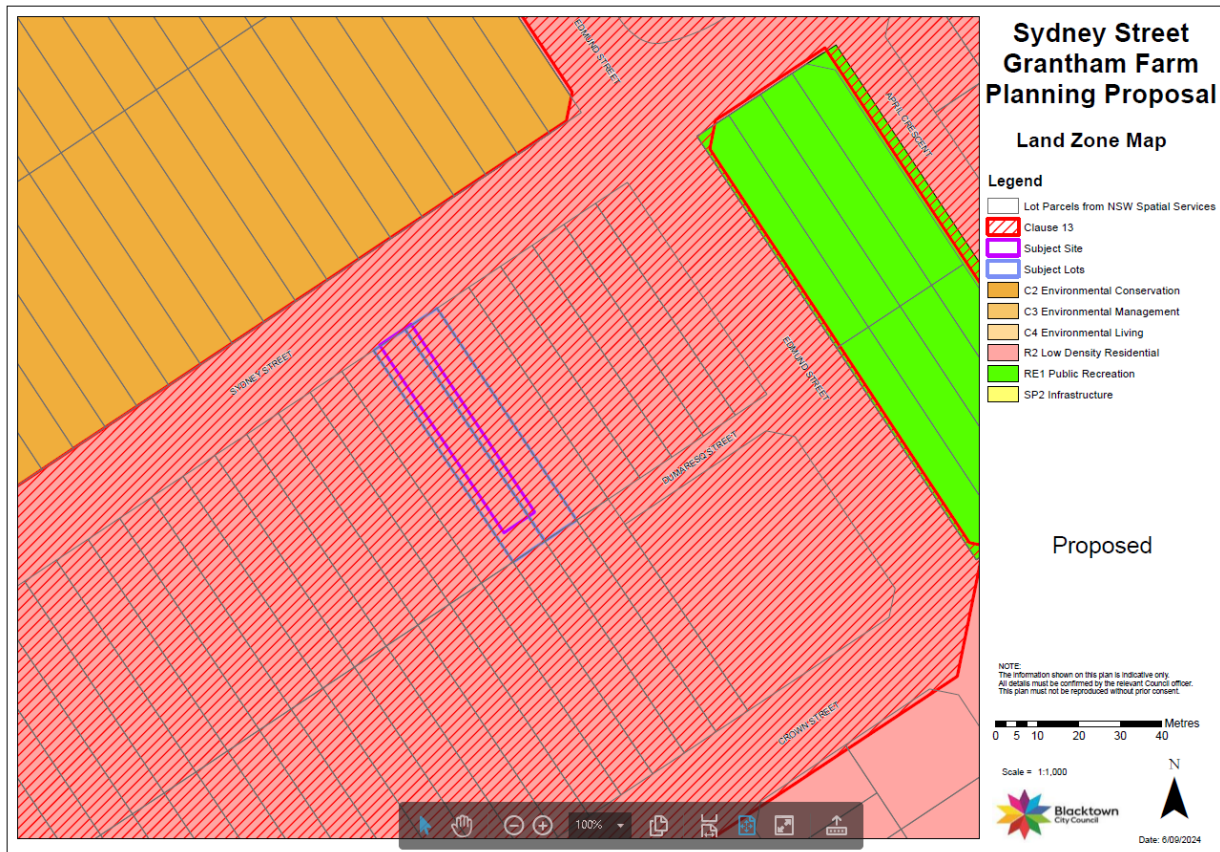 EDMUND STREET
APRIL CRESCENT
SYDNEY STREET
EDMUND STREET
DUMARESQ STREET
CROWN STREET
Sydney Street
Grantham Farm
Planning Proposal
Land Zone Map
Legend
Lot Parcels from NSW Spatial Services
Clause 13
Subject Site
Subject Lots
C2 Environmental Conservation
C3 Environmental Management
C4 Environmental Living
R2 Low Density Residential
RE1 Public Recreation
SP2 Infrastructure
Proposed
NOTE:
The information shown on this plan is indicative only.
All details must be confirmed by the relevant Council officer.
This plan must not be reproduced without prior consent.
Metres
0 5 10 20 30 40
Scale = 1:1,000
N
Blacktown
City Council
Date: 6/09/2024
100%